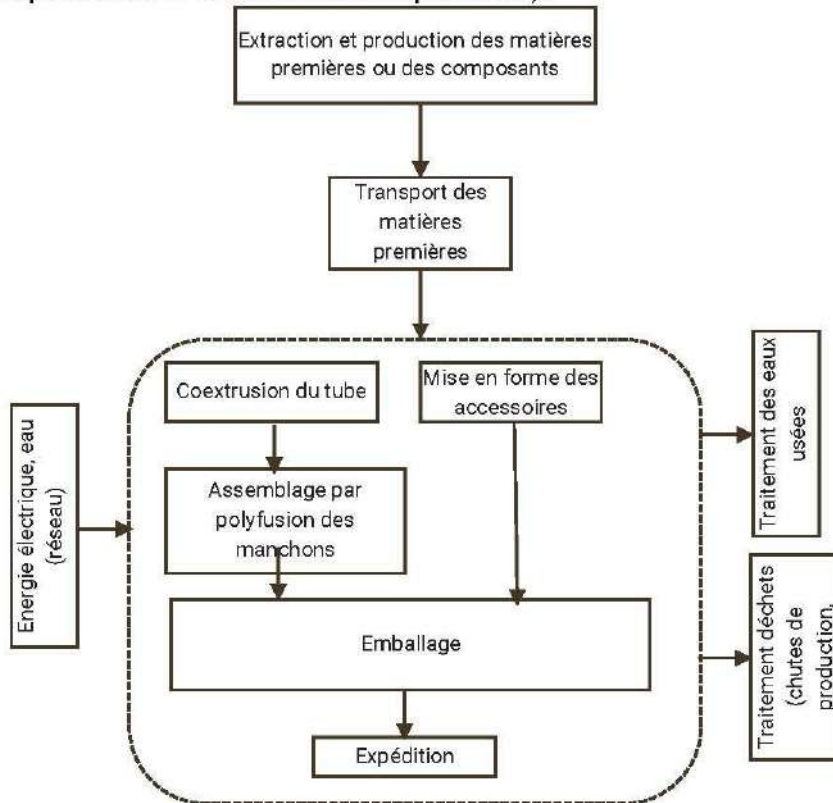 Extraction et production des matières
premières ou des composants
Transport des
matières
premières
Coextrusion du tube
Mise en forme des
accessoires
Energie électrique, eau
(réseau)
Assemblage par
polyfusion des
manchons
Emballage
Expédition
Traitement des eaux
usées
Traitement déchets
(chutes de
production,